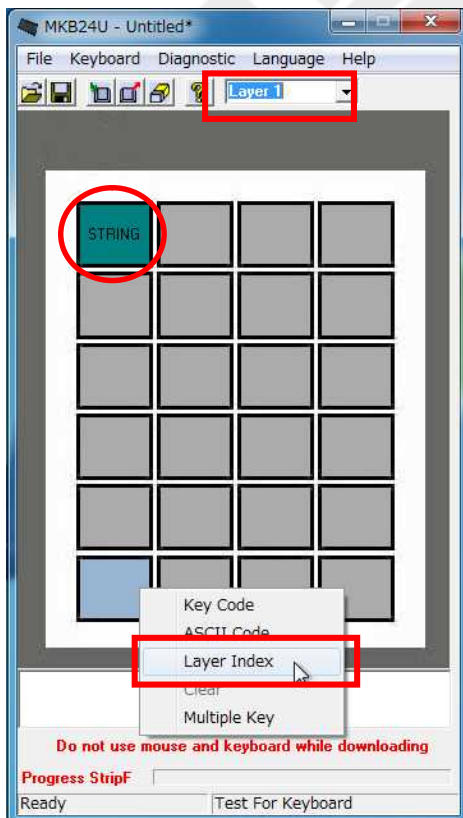 MKB24U - Untitled*
File Keyboard Diagnostic Language Help
Layer 1
STRING
Key Code
ASCII Code
Layer Index
Clear
Multiple Key
Do not use mouse and keyboard while downloading
Progress StripF
Ready Test For Keyboard